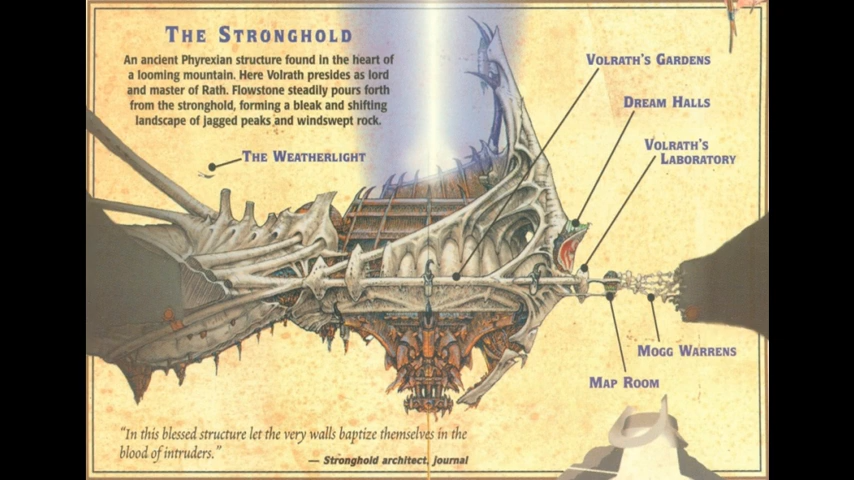 THE STRONGHOLD
An ancient Phyrexian structure found in the heart of
a looming mountain. Here Volrath presides as lord
and master of Rath. Flowstone steadily pours forth
from the stronghold, forming a bleak and shifting
landscape of jagged peaks and windswept rock.
VOLRATH'S GARDENS
DREAM HALLS
VOLRATH'S
LABORATORY
THE WEATHERLIGHT
MOGG WARRENS
MAP ROOM
"In this blessed structure let the very walls baptize themselves in the
blood of intruders."
— Stronghold architect, journal